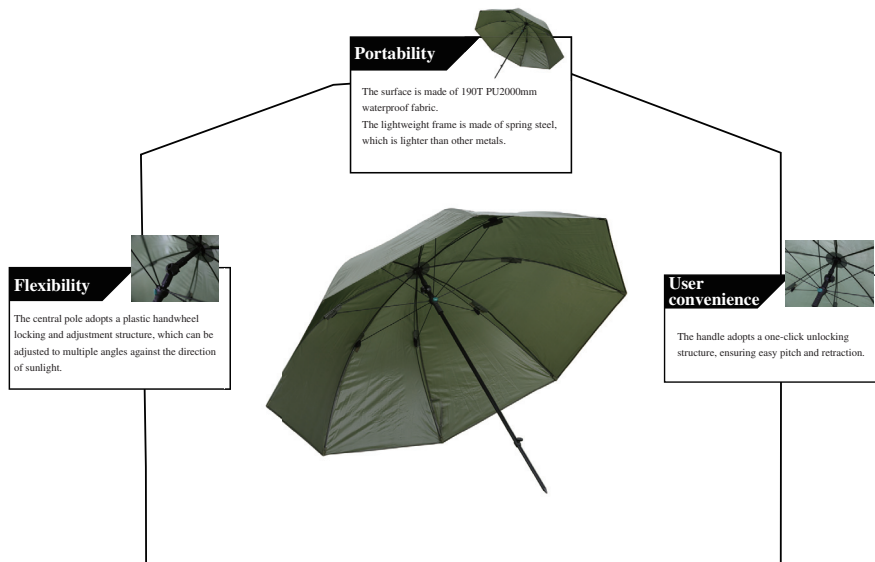 Portability
The surface is made of 190T PU2000mm
waterproof fabric.
The lightweight frame is made of spring steel,
which is lighter than other metals.
Flexibility
The central pole adopts a plastic handwheel
locking and adjustment structure, which can be
adjusted to multiple angles against the direction
of sunlight.
User
convenience
The handle adopts a one-click unlocking
structure, ensuring easy pitch and retraction.